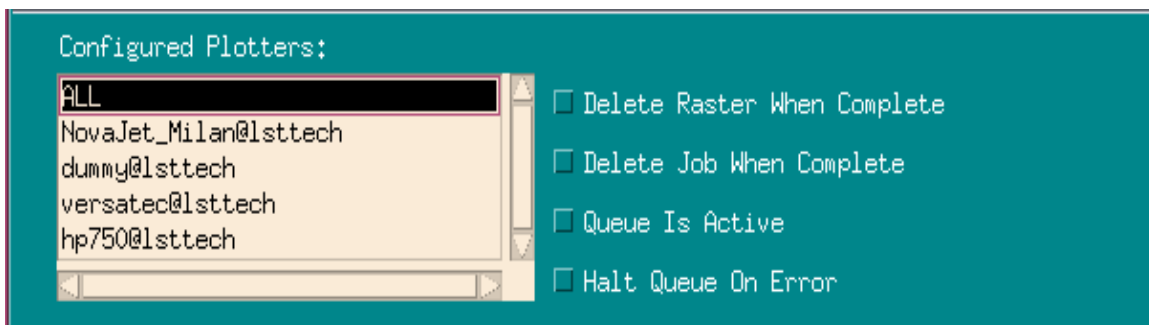 Configured Plotters:
ALL
NovaJet_Milan@lsttech
dummy@lsttech
versatec@lsttech
hp750@lsttech
Delete Raster When Complete
Delete Job When Complete
Queue Is Active
Halt Queue On Error